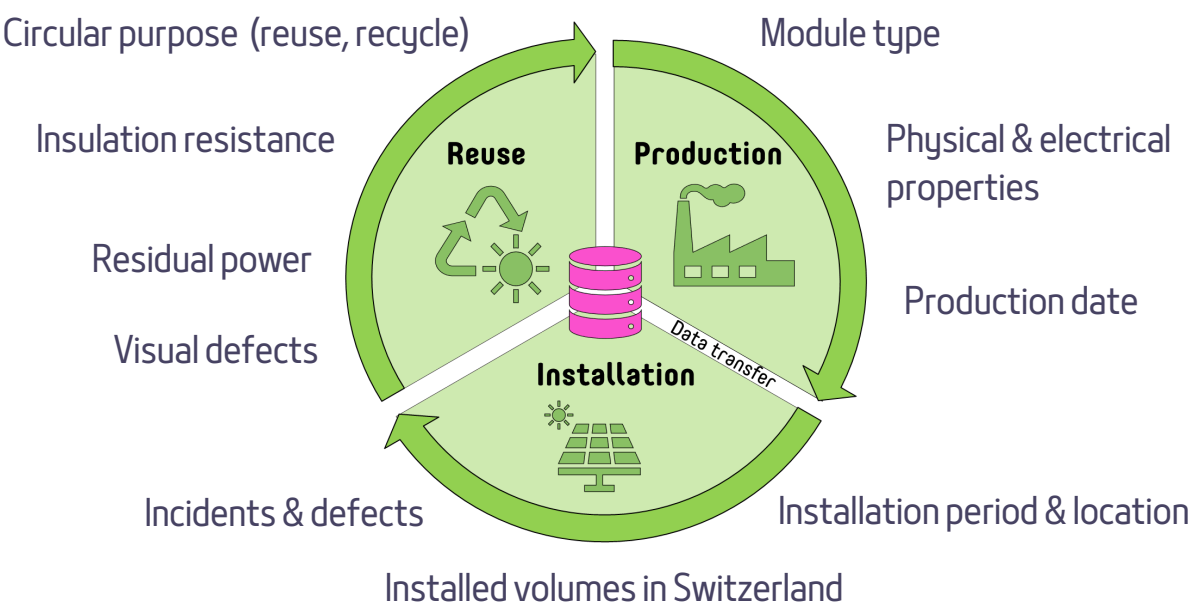 Circular purpose (reuse, recycle)
Module type
Insulation resistance
Reuse
Production
Physical & electrical
properties
Residual power
Production date
Visual defects
Data transfer
Installation
Incidents & defects
Installation period & location
Installed volumes in Switzerland